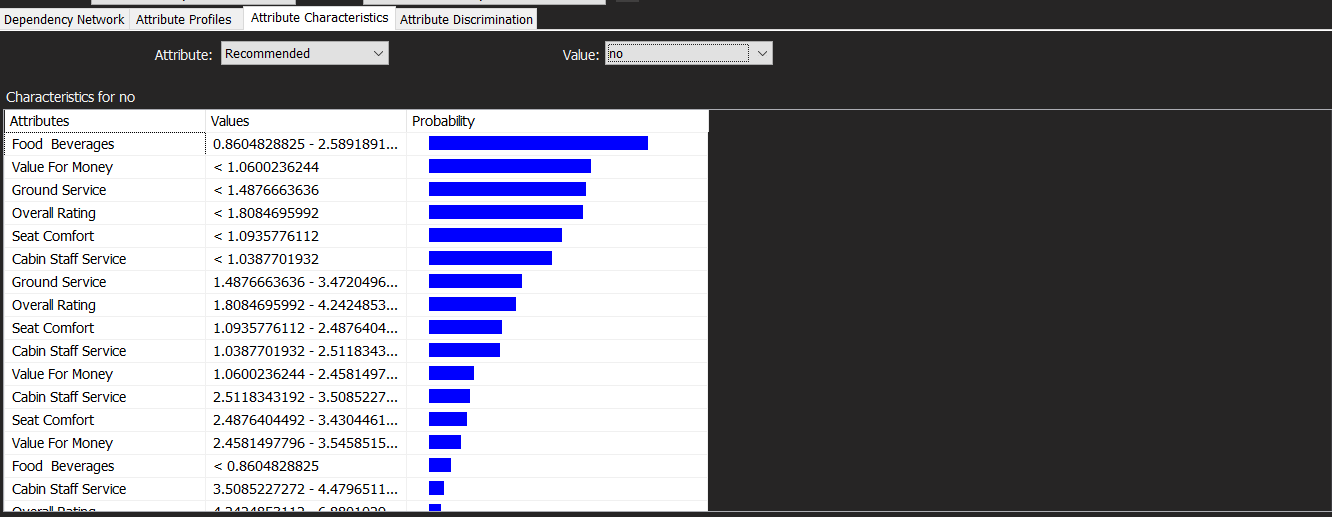 Dependency Network Attribute Profiles Attribute Characteristics Attribute Discrimination
Attribute: Recommended Value: no
Characteristics for no
Attributes Values Probability
Food  Beverages 0.8604828825 - 2.5891891...
Value For Money < 1.0600236244
Ground Service < 1.4876663636
Overall Rating < 1.8084695992
Seat Comfort < 1.0935776112
Cabin Staff Service < 1.0387701932
Ground Service 1.4876663636 - 3.4720496...
Overall Rating 1.8084695992 - 4.2424853...
Seat Comfort 1.0935776112 - 2.4876404...
Cabin Staff Service 1.0387701932 - 2.5118343...
Value For Money 1.0600236244 - 2.4581497...
Cabin Staff Service 2.5118343192 - 3.5085227...
Seat Comfort 2.4876404492 - 3.4304461...
Value For Money 2.4581497796 - 3.5458515...
Food  Beverages < 0.8604828825
Cabin Staff Service 3.5085227272 - 4.4796511...
Overall Rating